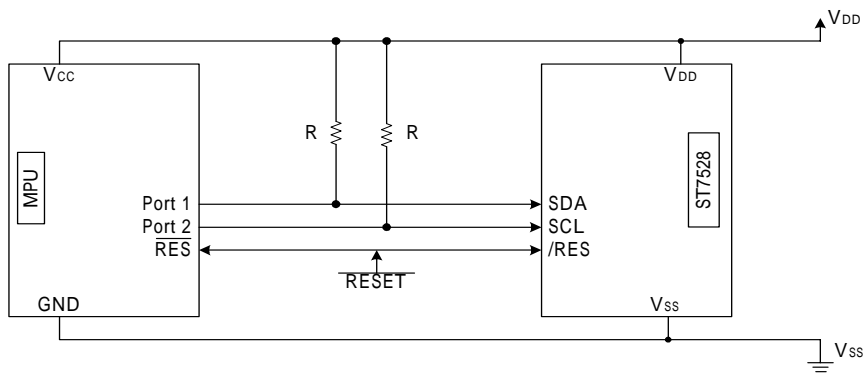 VDD
VCC
VDD
R
R
MPU
ST7528
Port 1
SDA
Port 2
SCL
RES
/RES
RESET
GND
VSS
VSS